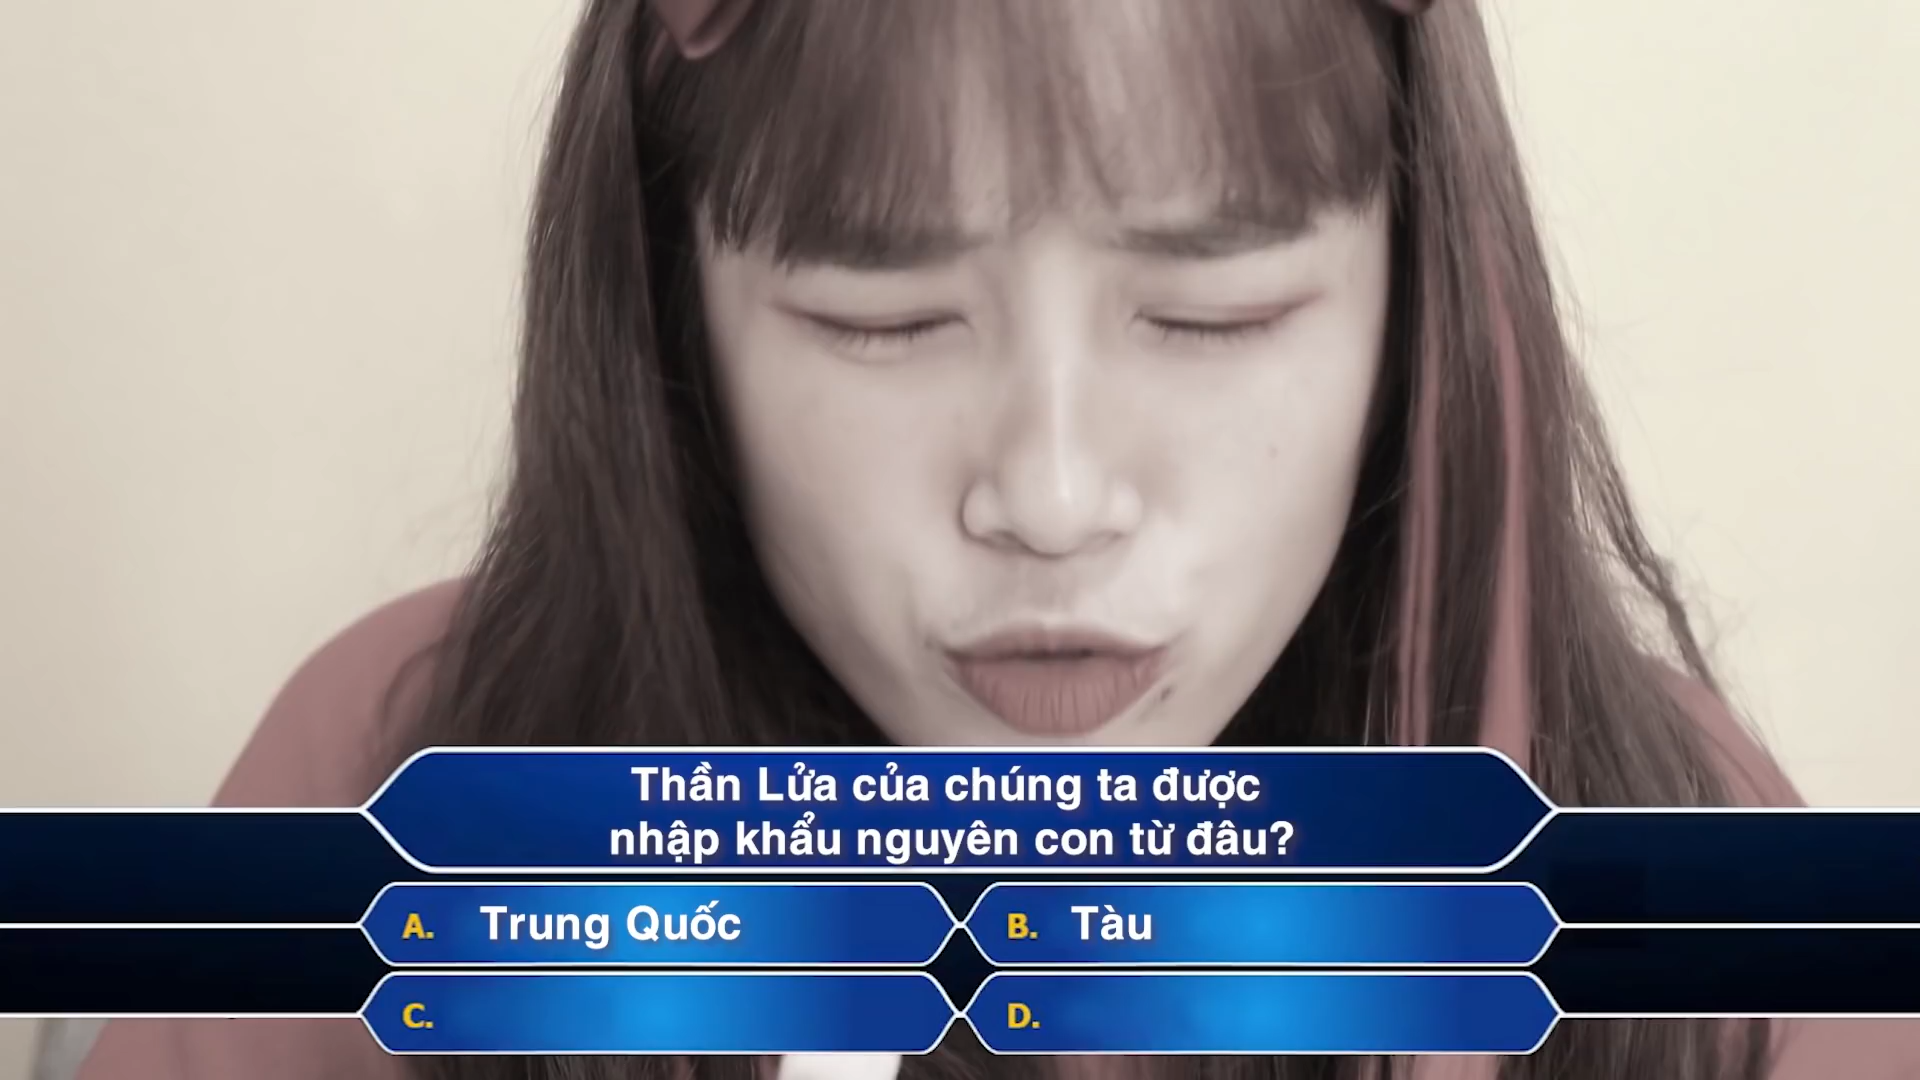 Thần Lửa của chúng ta được
nhập khẩu nguyên con từ đâu?
A. Trung Quốc
B. Tàu
C.
D.